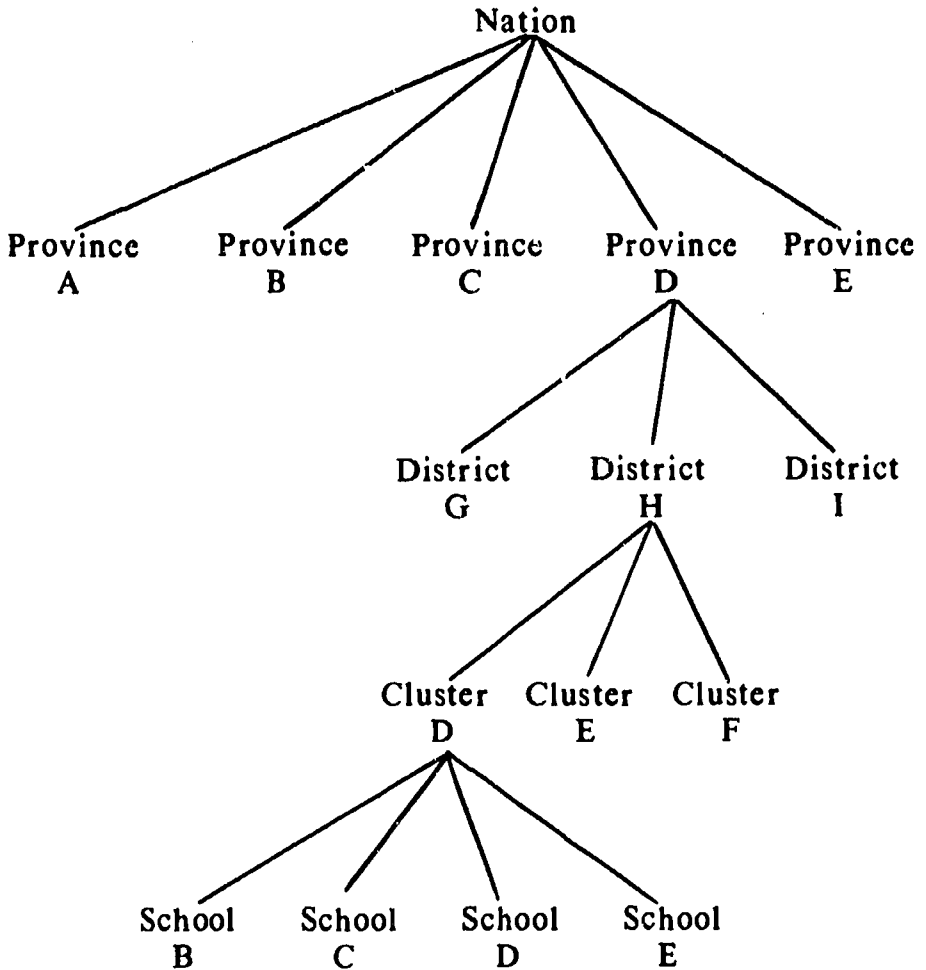 Nation
Province Province Province Province Province
A B C D E
District District District
G H I
Cluster Cluster Cluster
D E F
School School School School
B C D E